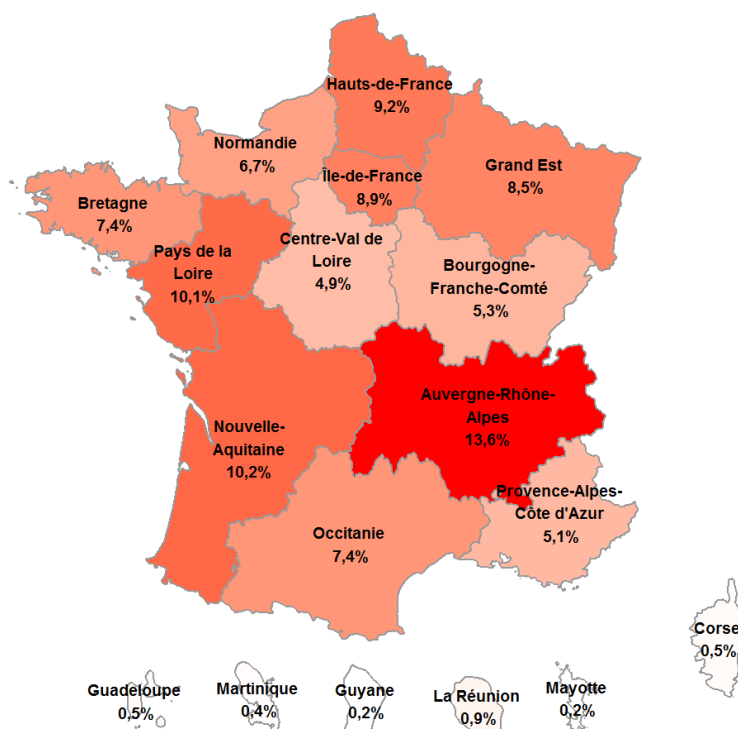 Hauts-de-France
9,2%
Normandie
6,7%
Grand Est
8,5%
Île-de-France
8,9%
Bretagne
7,4%
Pays de la
Loire
10,1%
Centre-Val de
Loire
4,9%
Bourgogne-
Franche-Comté
5,3%
Auvergne-Rhône-
Alpes
13,6%
Nouvelle-
Aquitaine
10,2%
Provence-Alpes-
Côte d'Azur
5,1%
Occitanie
7,4%
Corse
0,5%
Guadeloupe
0,5%
Martinique
0,4%
Guyane
0,2%
La Réunion
0,9%
Mayotte
0,2%